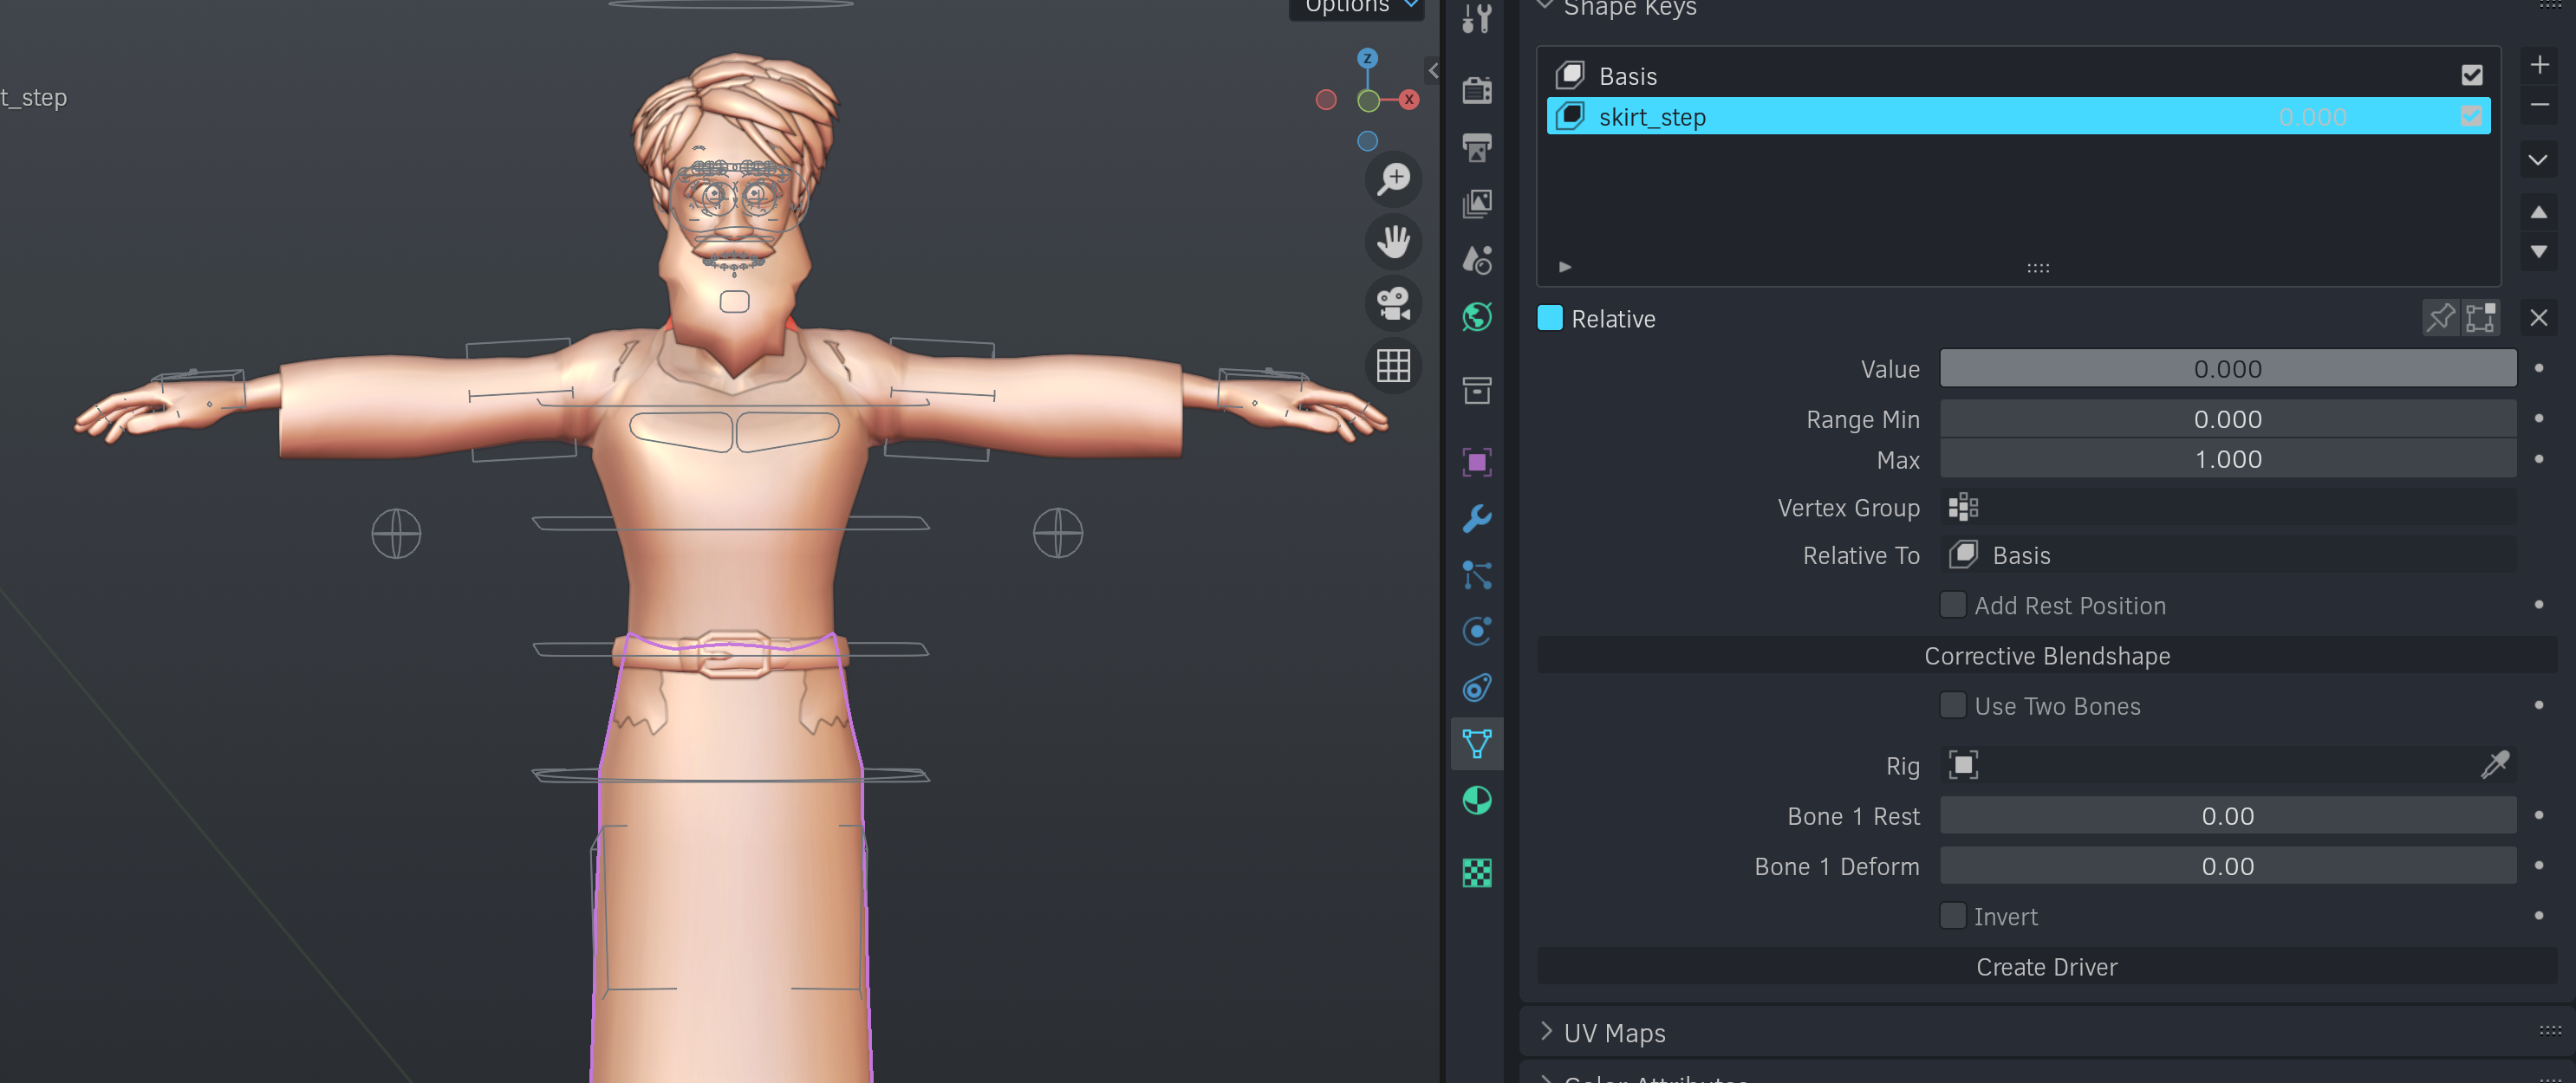 Options
t_step
Z
X
Shape Keys
Basis
skirt_step 0.000
Relative
Value 0.000
Range Min 0.000
Max 1.000
Vertex Group
Relative To Basis
Add Rest Position
Corrective Blendshape
Use Two Bones
Rig
Bone 1 Rest 0.00
Bone 1 Deform 0.00
Invert
Create Driver
UV Maps
Color Attributes